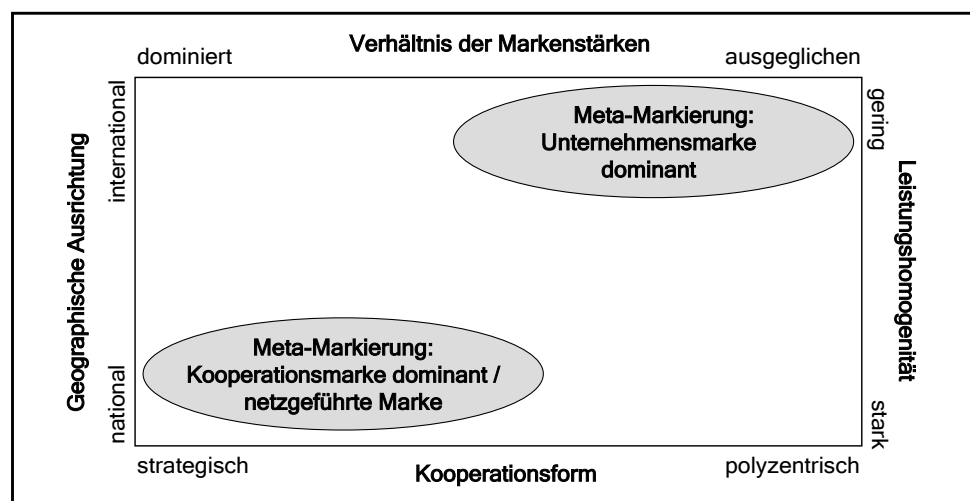 Verhältnis der Markenstärken
dominiert
ausgeglichen
international
gering
Meta-Markierung:
Unternehmensmarke
dominant
Geographische Ausrichtung
Leistungshomogenität
Meta-Markierung:
Kooperationsmarke dominant /
netzgeführte Marke
national
stark
strategisch
Kooperationsform
polyzentrisch